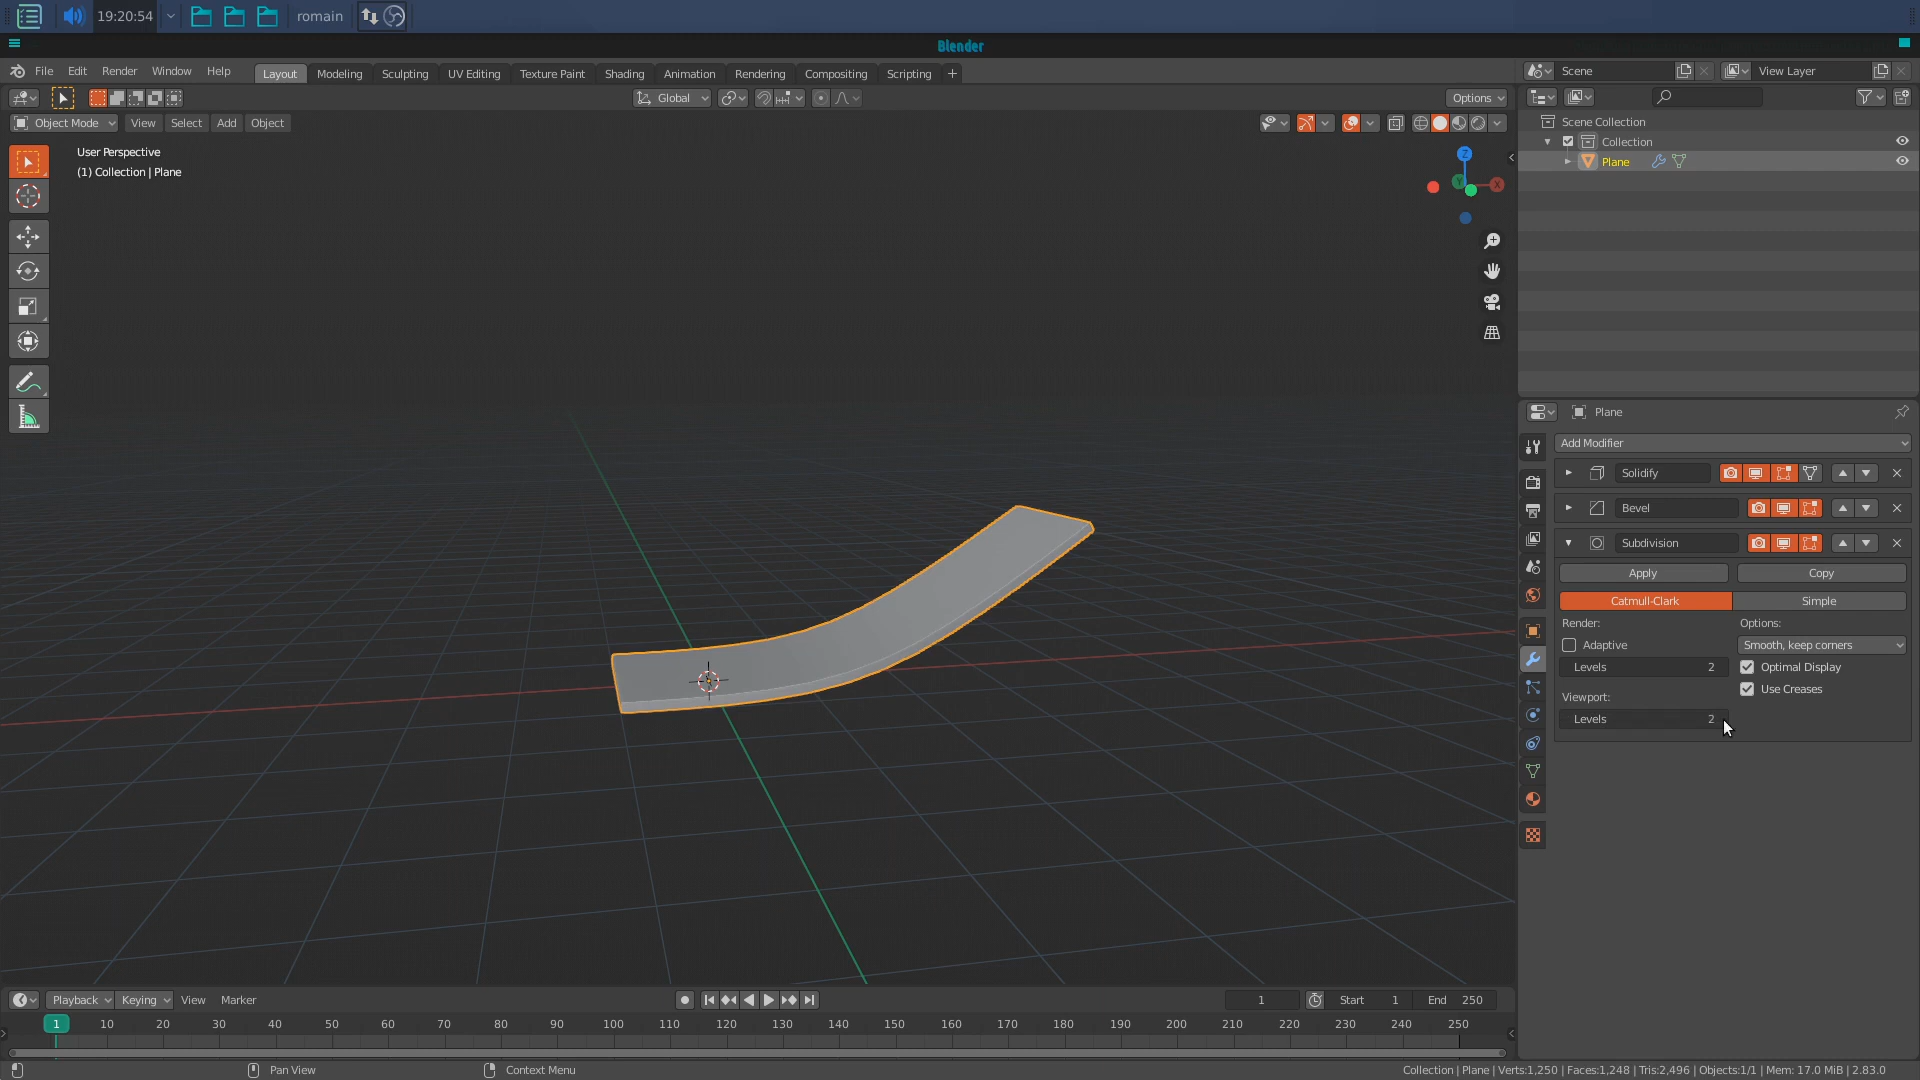 19:20:54 romain
Blender
File Edit Render Window Help Layout Modeling Sculpting UV Editing Texture Paint Shading Animation Rendering Compositing Scripting + Scene View Layer
Global Options
Object Mode View Select Add Object
User Perspective
(1) Collection | Plane
Z
Y X
Scene Collection
Collection
Plane
Plane
Add Modifier
Solidify
Bevel
Subdivision
Apply Copy
Catmull-Clark Simple
Render: Options:
Adaptive Smooth, keep corners
Levels 2 Optimal Display
Viewport: Use Creases
Levels 2
Playback Keying View Marker 1 Start 1 End 250
1 10 20 30 40 50 60 70 80 90 100 110 120 130 140 150 160 170 180 190 200 210 220 230 240 250
Pan View Context Menu Collection | Plane | Verts:1,250 | Faces:1,248 | Tris:2,496 | Objects:1/1 | Mem: 17.0 MiB | 2.83.0